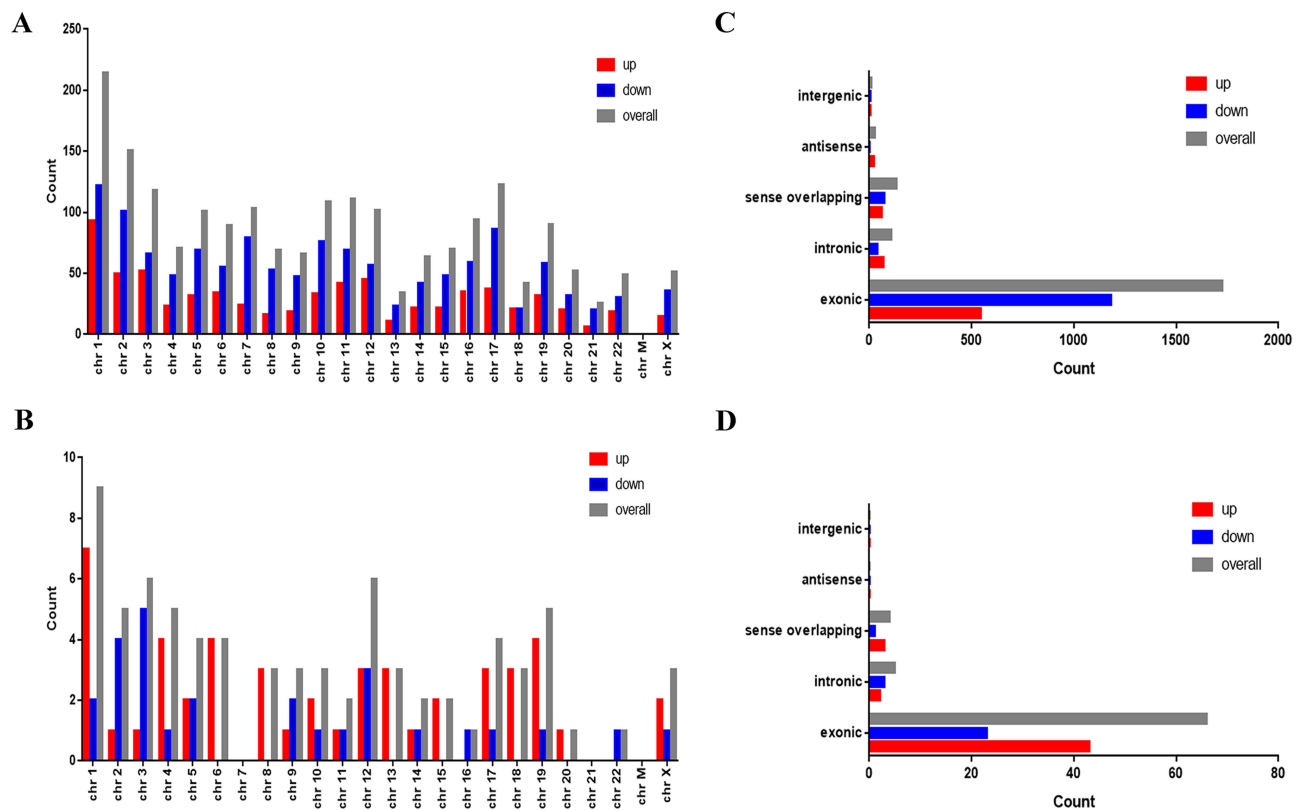 A
250
200
150
100
50
0
Count
up
down
overall
chr 1
chr 2
chr 3
chr 4
chr 5
chr 6
chr 7
chr 8
chr 9
chr 10
chr 11
chr 12
chr 13
chr 14
chr 15
chr 16
chr 17
chr 18
chr 19
chr 20
chr 21
chr 22
chr M
chr X
C
up
down
overall
intergenic
antisense
sense overlapping
intronic
exonic
0 500 1000 1500 2000
Count
B
10
8
6
4
2
0
Count
up
down
overall
chr 1
chr 2
chr 3
chr 4
chr 5
chr 6
chr 7
chr 8
chr 9
chr 10
chr 11
chr 12
chr 13
chr 14
chr 15
chr 16
chr 17
chr 18
chr 19
chr 20
chr 21
chr 22
chr M
chr X
D
up
down
overall
intergenic
antisense
sense overlapping
intronic
exonic
0 20 40 60 80
Count